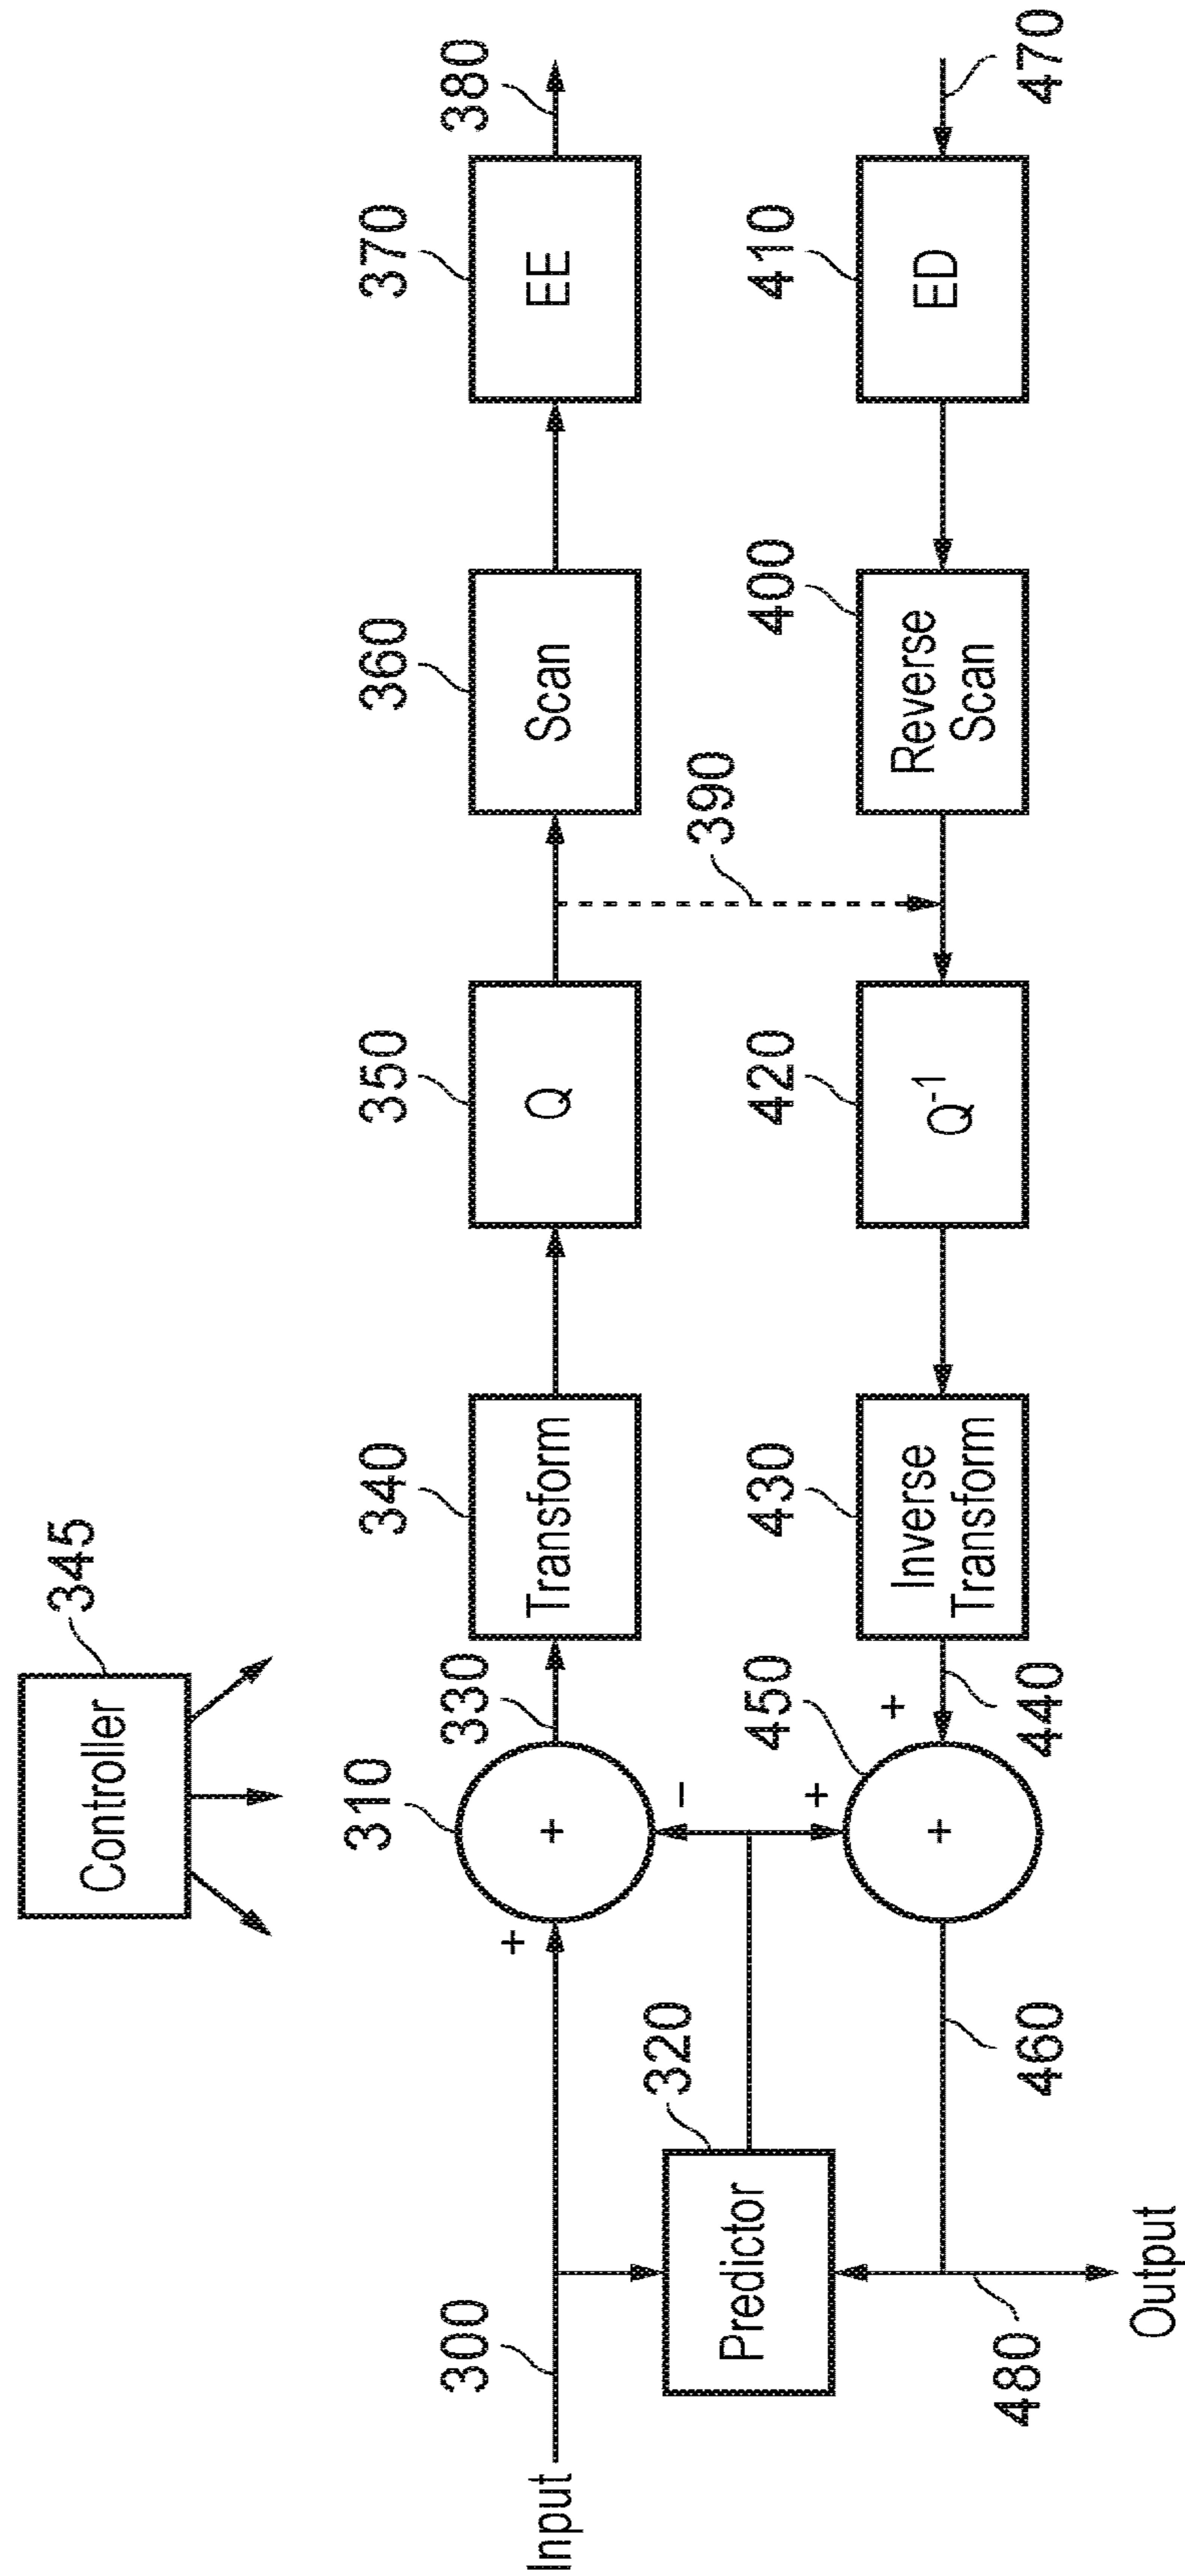 Controller
345
Input
300
+
310
+
330
340
Transform
350
Q
360
Scan
370
EE
380
Predictor
320
−
+
390
480
Output
460
450
+
+
440
430
Inverse
Transform
420
Q-1
400
Reverse
Scan
410
ED
470